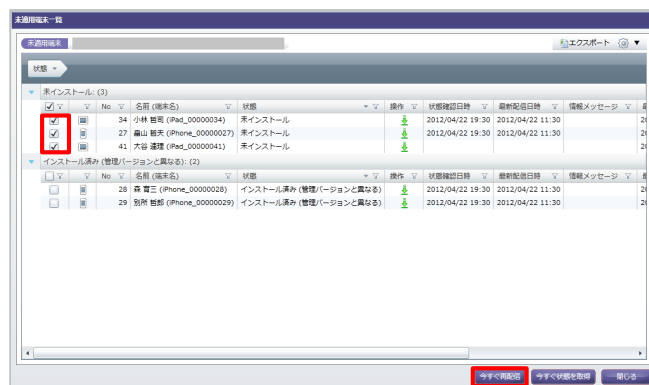 未適用端末一覧
未適用端末 エクスポート
状態
未インストール: (3)
No 名前 (端末名) 状態 操作 状態確認日時 最新配信日時 情報メッセージ
34 小林 哲司 (iPad_00000034) 未インストール 2012/04/22 19:30 2012/04/22 11:30
27 畠山 哲夫 (iPhone_00000027) 未インストール 2012/04/22 19:30 2012/04/22 11:30
41 大谷 達理 (iPad_00000041) 未インストール 2012/04/22 19:30 2012/04/22 11:30
インストール済み (管理バージョンと異なる): (2)
No 名前 (端末名) 状態 操作 状態確認日時 最新配信日時 情報メッセージ
28 森 育三 (iPhone_00000028) インストール済み (管理バージョンと異なる) 2012/04/22 19:30 2012/04/22 11:30
29 別所 哲郎 (iPhone_00000029) インストール済み (管理バージョンと異なる) 2012/04/22 19:30 2012/04/22 11:30
今すぐ再配信 今すぐ状態を取得 閉じる